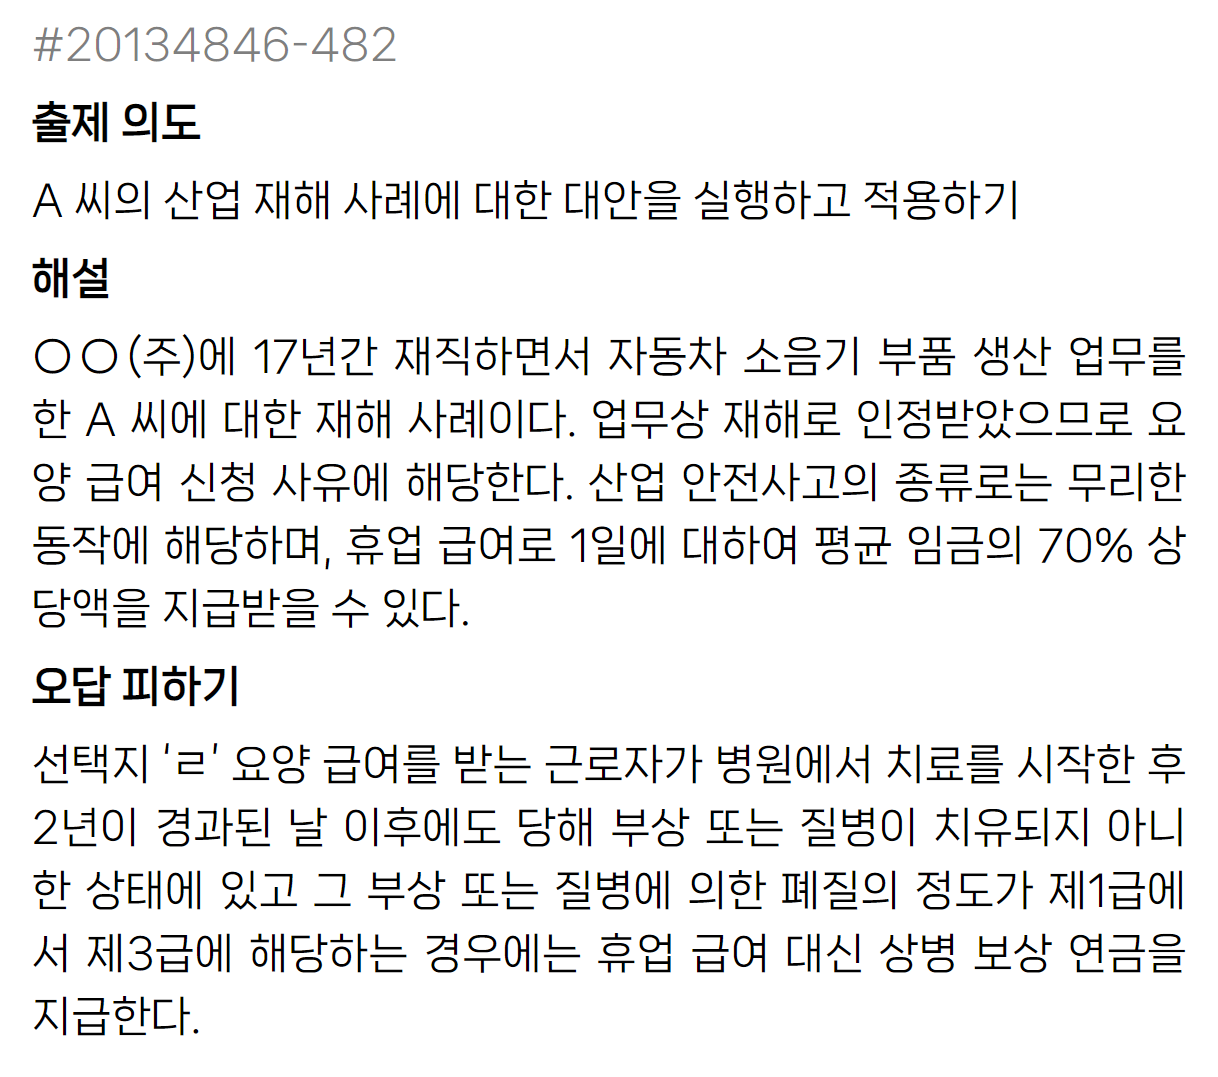 #20134846-482
출제 의도
A 씨의 산업 재해 사례에 대한 대안을 실행하고 적용하기
해설
○○(주)에 17년간 재직하면서 자동차 소음기 부품 생산 업무를
한 A 씨에 대한 재해 사례이다. 업무상 재해로 인정받았으므로 요
양 급여 신청 사유에 해당한다. 산업 안전사고의 종류로는 무리한
동작에 해당하며, 휴업 급여로 1일에 대하여 평균 임금의 70% 상
당액을 지급받을 수 있다.
오답 피하기
선택지 ‘ㄹ’ 요양 급여를 받는 근로자가 병원에서 치료를 시작한 후
2년이 경과된 날 이후에도 당해 부상 또는 질병이 치유되지 아니
한 상태에 있고 그 부상 또는 질병에 의한 폐질의 정도가 제1급에
서 제3급에 해당하는 경우에는 휴업 급여 대신 상병 보상 연금을
지급한다.